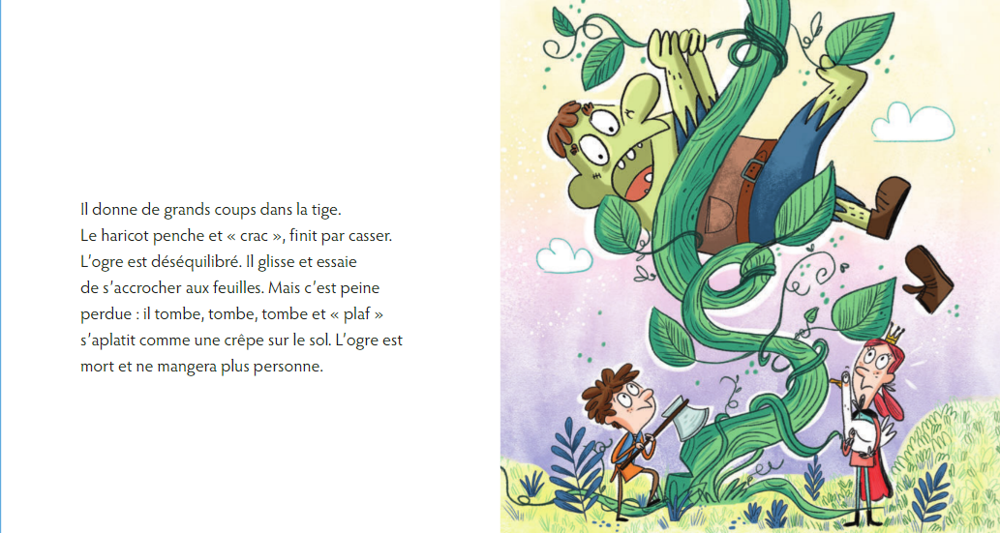 Il donne de grands coups dans la tige.
Le haricot penche et « crac », finit par casser.
L'ogre est déséquilibré. Il glisse et essaie
de s'accrocher aux feuilles. Mais c'est peine
perdue : il tombe, tombe, tombe et « plaf »
s'aplatit comme une crêpe sur le sol. L'ogre est
mort et ne mangera plus personne.